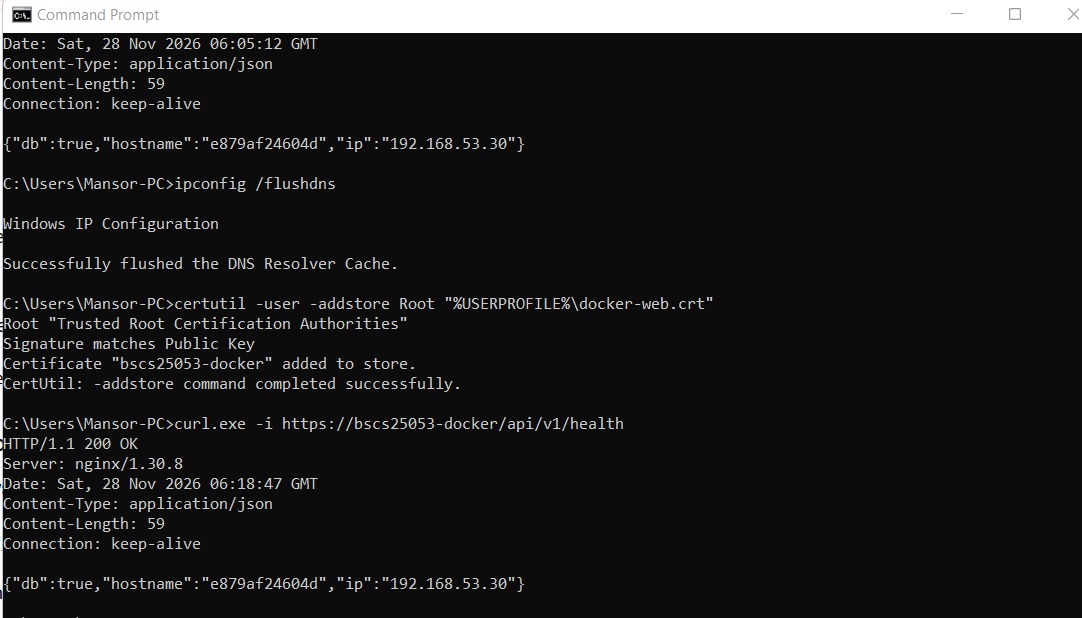 Command Prompt
Date: Sat, 28 Nov 2026 06:05:12 GMT
Content-Type: application/json
Content-Length: 59
Connection: keep-alive
{"db":true,"hostname":"e879af24604d","ip":"192.168.53.30"}
C:\Users\Mansor-PC>ipconfig /flushdns
Windows IP Configuration
Successfully flushed the DNS Resolver Cache.
C:\Users\Mansor-PC>certutil -user -addstore Root "%USERPROFILE%\docker-web.crt"
Root "Trusted Root Certification Authorities"
Signature matches Public Key
Certificate "bscs25053-docker" added to store.
CertUtil: -addstore command completed successfully.
C:\Users\Mansor-PC>curl.exe -i https://bscs25053-docker/api/v1/health
HTTP/1.1 200 OK
Server: nginx/1.30.8
Date: Sat, 28 Nov 2026 06:18:47 GMT
Content-Type: application/json
Content-Length: 59
Connection: keep-alive
{"db":true,"hostname":"e879af24604d","ip":"192.168.53.30"}